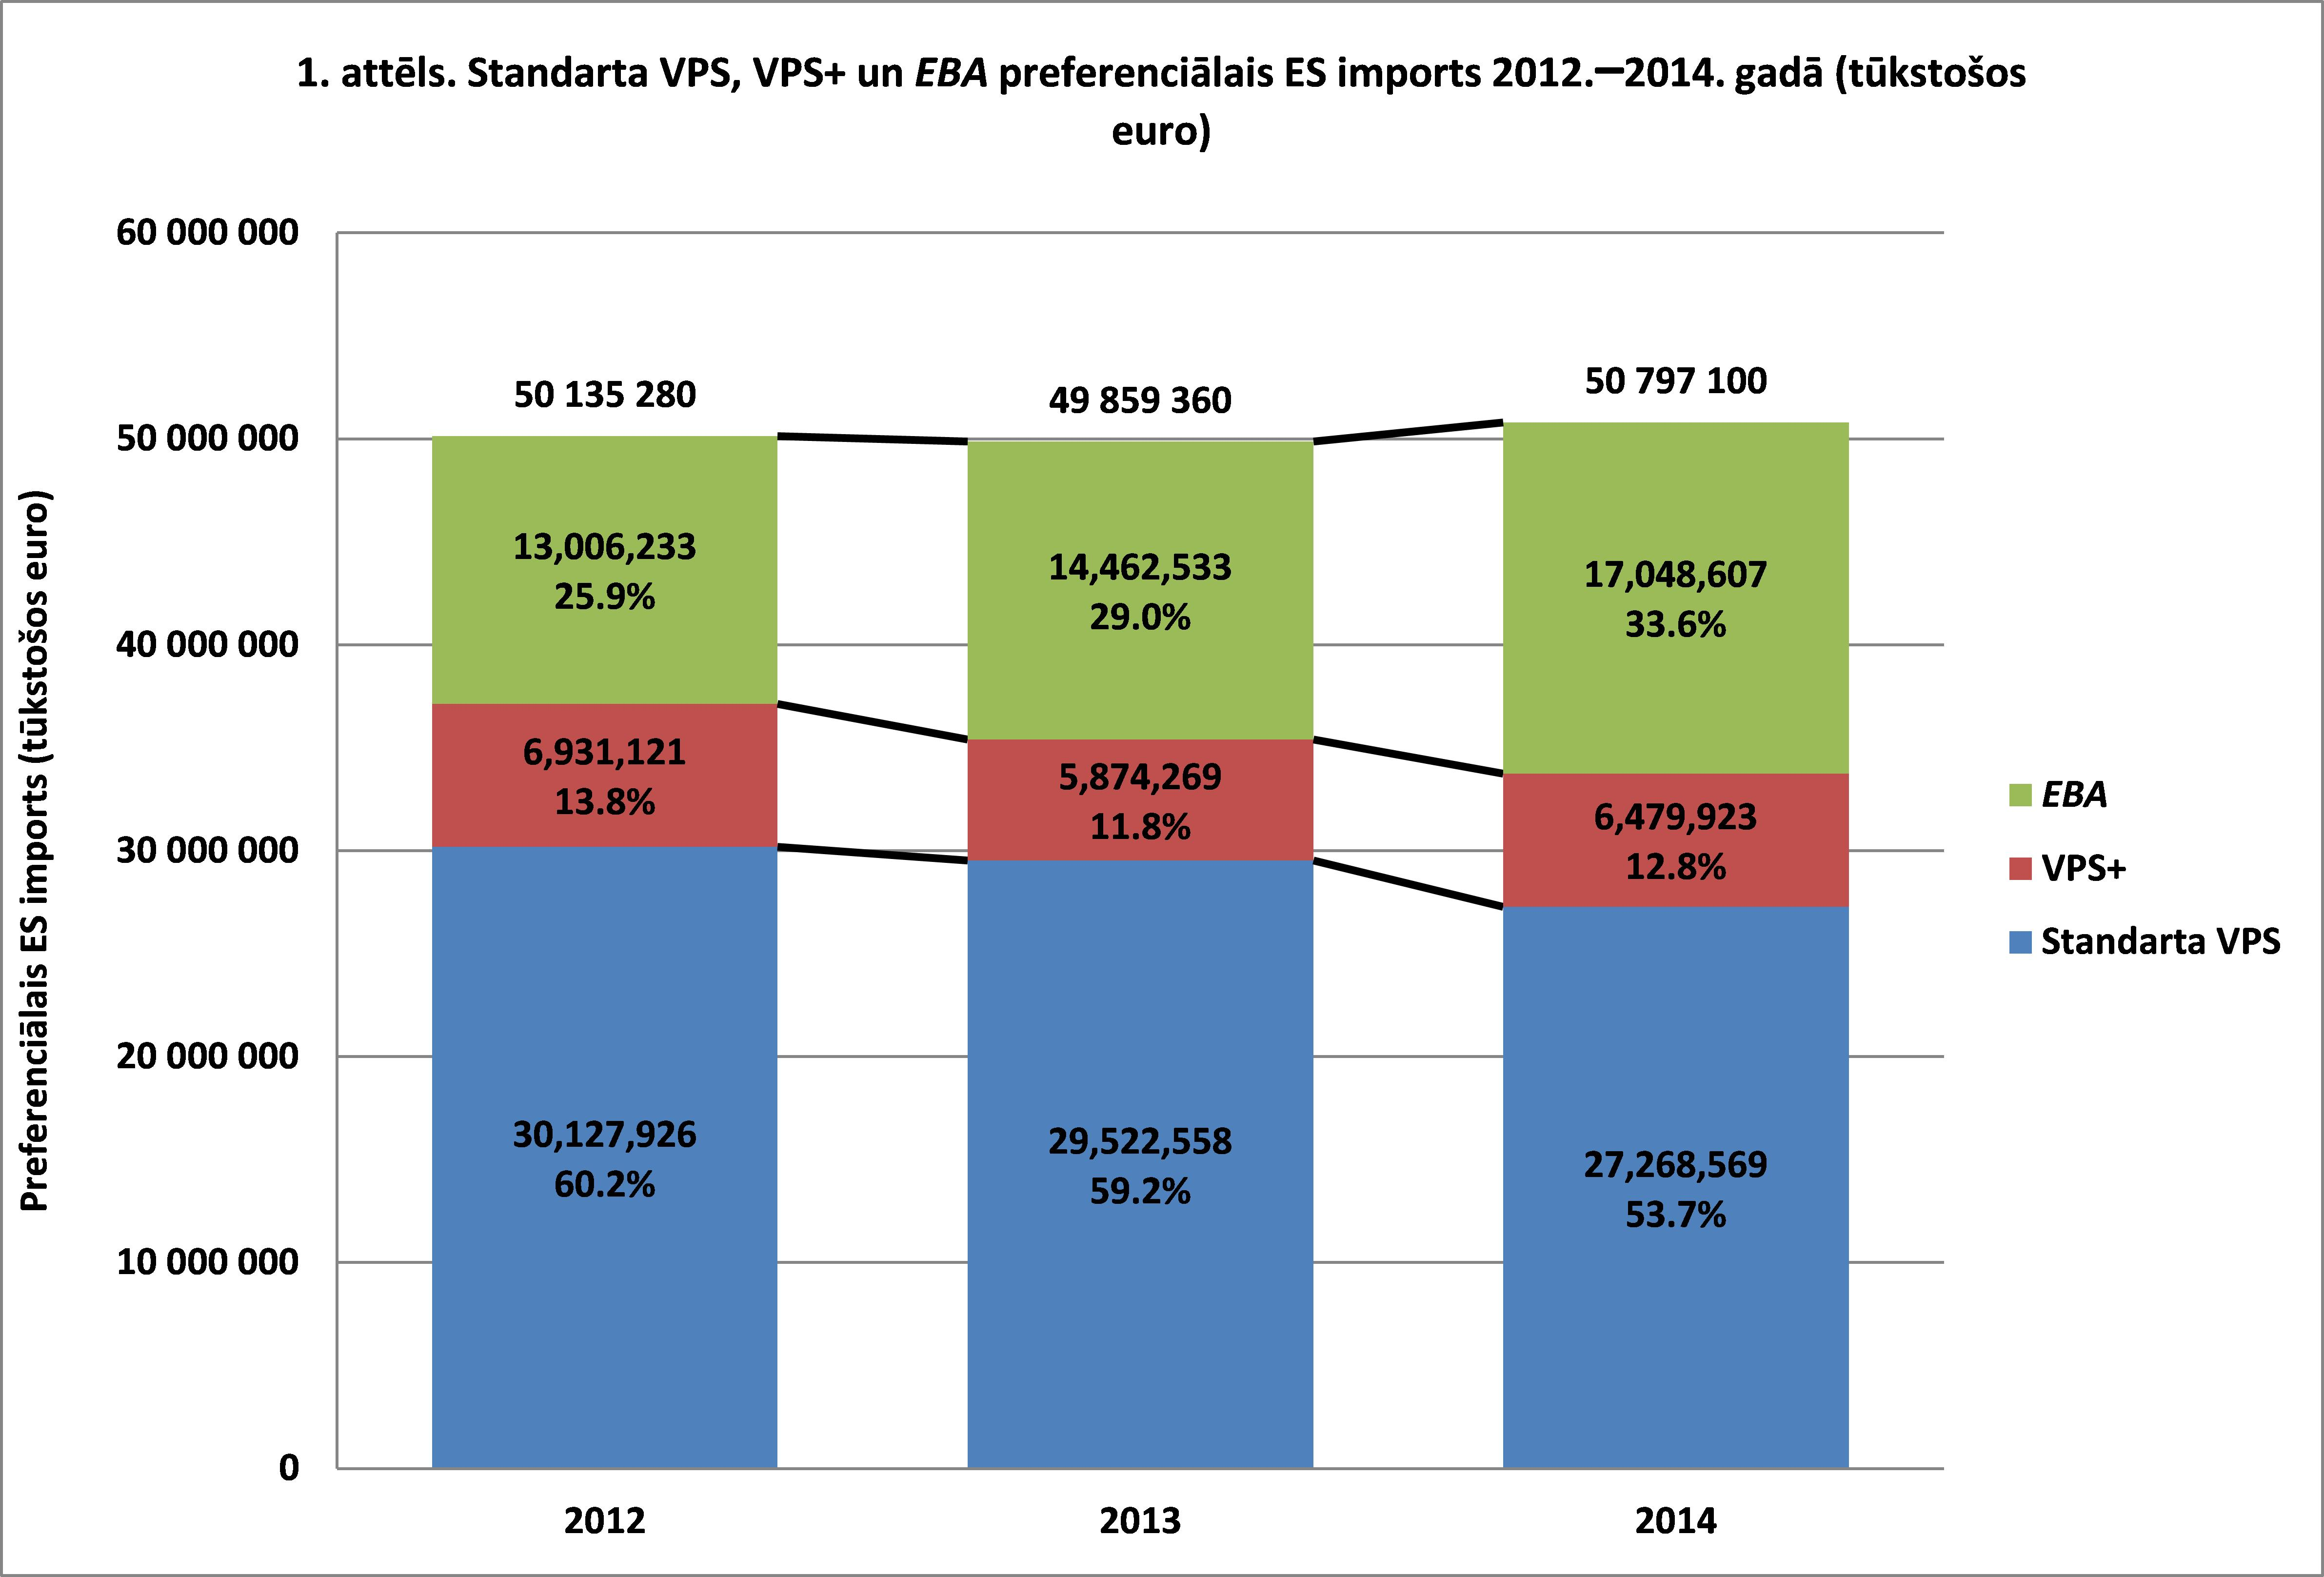 1. attēls. Standarta VPS, VPS+ un EBA preferenciālais ES imports 2012.—2014. gadā (tūkstošos
euro)
Preferenciālais ES imports (tūkstošos euro)
60 000 000
50 000 000
40 000 000
30 000 000
20 000 000
10 000 000
0
50 135 280
49 859 360
50 797 100
13,006,233
25.9%
14,462,533
29.0%
17,048,607
33.6%
6,931,121
13.8%
5,874,269
11.8%
6,479,923
12.8%
30,127,926
60.2%
29,522,558
59.2%
27,268,569
53.7%
2012
2013
2014
EBA
VPS+
Standarta VPS